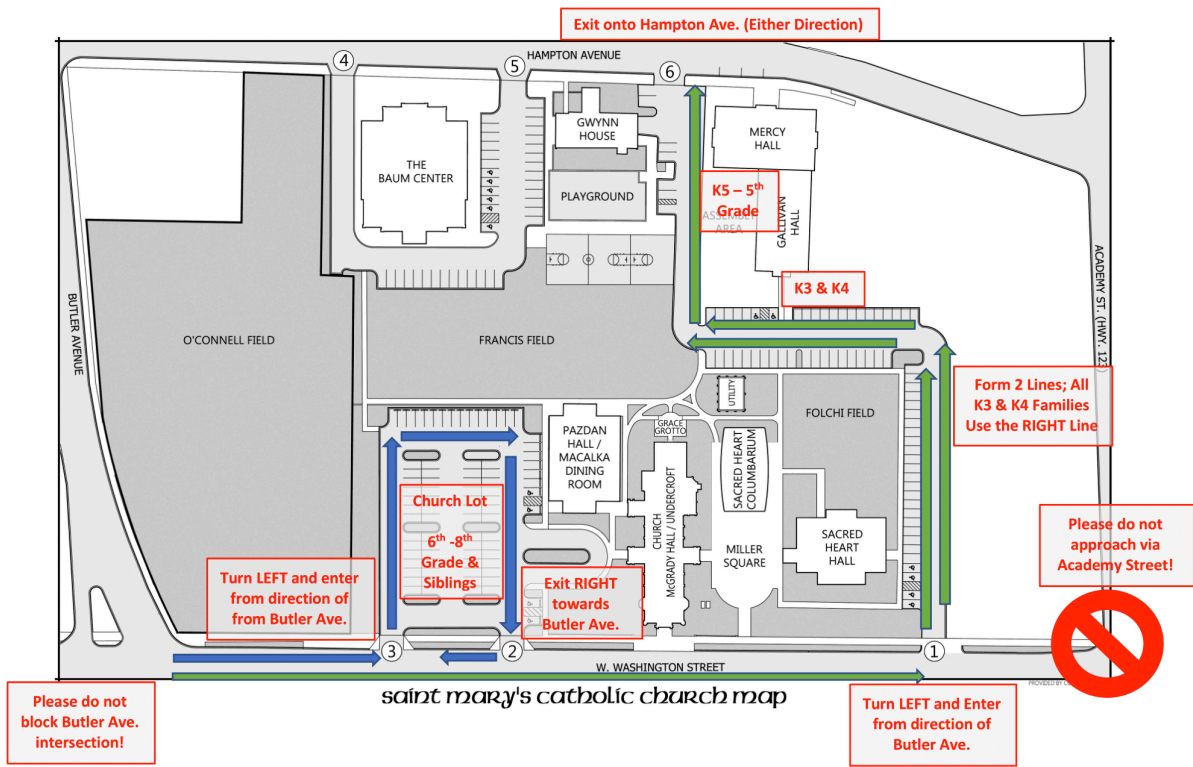 Exit onto Hampton Ave. (Either Direction)
HAMPTON AVENUE
4
5
6
GWYNN
HOUSE
MERCY
HALL
THE
BAUM CENTER
PLAYGROUND
K5 – 5th
Grade
ASSEMBLY
AREA
GALLIVAN
HALL
K3 & K4
ACADEMY ST. (HWY. 123)
BUTLER AVENUE
O'CONNELL FIELD
FRANCIS FIELD
UTILITY
FOLCHI FIELD
Form 2 Lines; All
K3 & K4 Families
Use the RIGHT Line
PAZDAN
HALL /
MACALKA
DINING
ROOM
GRACE
GROTTO
SACRED HEART
COLUMBARIUM
CHURCH
McGRADY HALL / UNDERCROFT
Church Lot
6th -8th
Grade &
Siblings
MILLER
SQUARE
SACRED
HEART
HALL
Please do not
approach via
Academy Street!
Turn LEFT and enter
from direction of
from Butler Ave.
Exit RIGHT
towards
Butler Ave.
3
2
1
W. WASHINGTON STREET
PROVIDED BY
saint mary's catholic church map
Please do not
block Butler Ave.
intersection!
Turn LEFT and Enter
from direction of
Butler Ave.